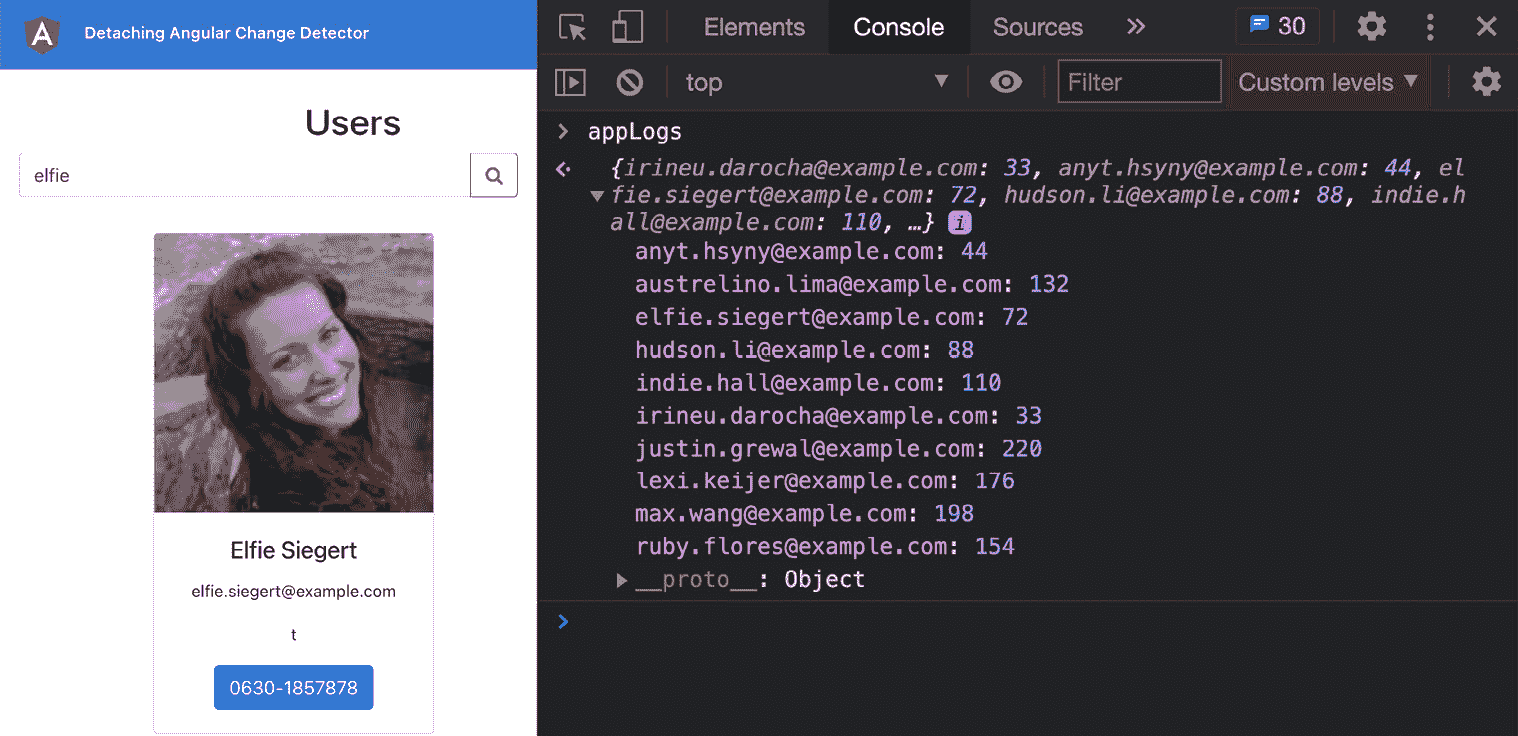 Detaching Angular Change Detector
Users
elfie
Elfie Siegert
elfie.siegert@example.com
t
0630-1857878
Elements Console Sources » 30
top Filter Custom levels
appLogs
{irineu.darocha@example.com: 33, anyt.hsyny@example.com: 44, el
fie.siegert@example.com: 72, hudson.li@example.com: 88, indie.h
all@example.com: 110, …} i
anyt.hsyny@example.com: 44
austrelino.lima@example.com: 132
elfie.siegert@example.com: 72
hudson.li@example.com: 88
indie.hall@example.com: 110
irineu.darocha@example.com: 33
justin.grewal@example.com: 220
lexi.keijer@example.com: 176
max.wang@example.com: 198
ruby.flores@example.com: 154
__proto__: Object